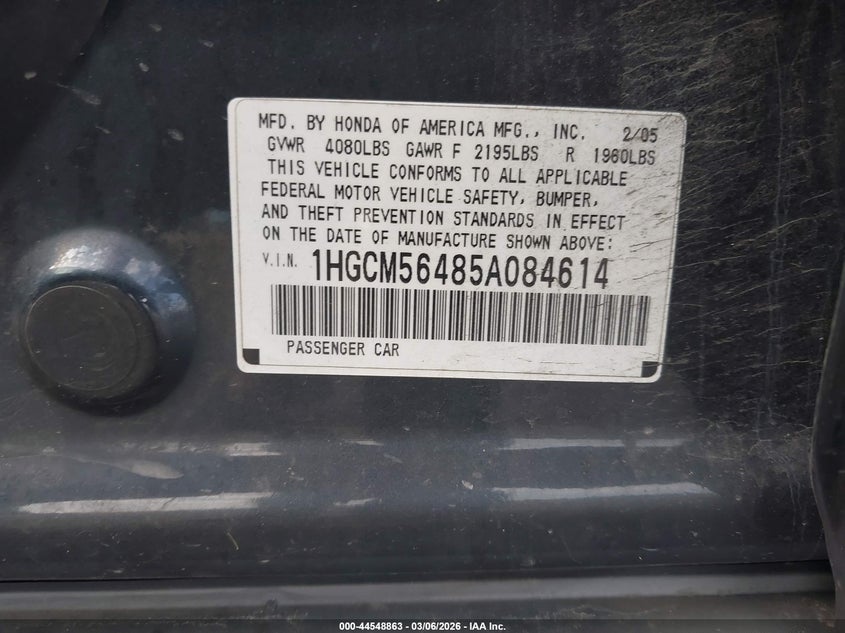 MFD. BY HONDA OF AMERICA MFG., INC. 2/05
GVWR 4080LBS GAWR F 2195LBS R 1960LBS
THIS VEHICLE CONFORMS TO ALL APPLICABLE
FEDERAL MOTOR VEHICLE SAFETY, BUMPER,
AND THEFT PREVENTION STANDARDS IN EFFECT
ON THE DATE OF MANUFACTURE SHOWN ABOVE:
V.I.N. 1HGCM56485A084614
PASSENGER CAR
000-44548863 - 03/06/2026 - IAA Inc.